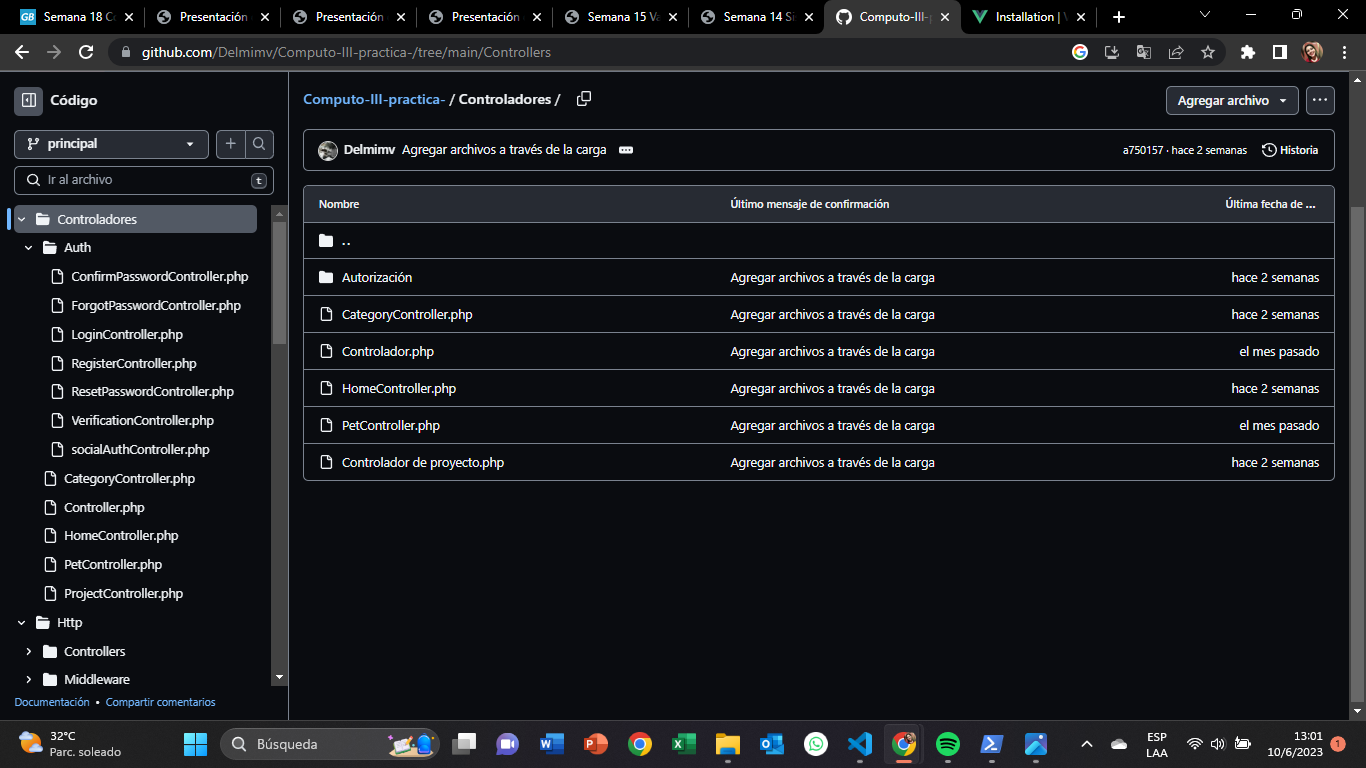 Semana 18 C
Presentación
Presentación
Presentación
Semana 15 Va
Semana 14 Si
Computo-III-p
Installation |
github.com/Delmimv/Computo-III-practica-/tree/main/Controllers
Código
principal
Ir al archivo
t
Controladores
Auth
ConfirmPasswordController.php
ForgotPasswordController.php
LoginController.php
RegisterController.php
ResetPasswordController.php
VerificationController.php
socialAuthController.php
CategoryController.php
Controller.php
HomeController.php
PetController.php
ProjectController.php
Http
Controllers
Middleware
Documentación • Compartir comentarios
Computo-III-practica- / Controladores /
Agregar archivo
Delmimv Agregar archivos a través de la carga
a750157 · hace 2 semanas Historia
Nombre Último mensaje de confirmación Última fecha de ...
..
Autorización Agregar archivos a través de la carga hace 2 semanas
CategoryController.php Agregar archivos a través de la carga hace 2 semanas
Controlador.php Agregar archivos a través de la carga el mes pasado
HomeController.php Agregar archivos a través de la carga hace 2 semanas
PetController.php Agregar archivos a través de la carga el mes pasado
Controlador de proyecto.php Agregar archivos a través de la carga hace 2 semanas
32°C
Parc. soleado
Búsqueda
ESP
LAA
13:01
10/6/2023
1